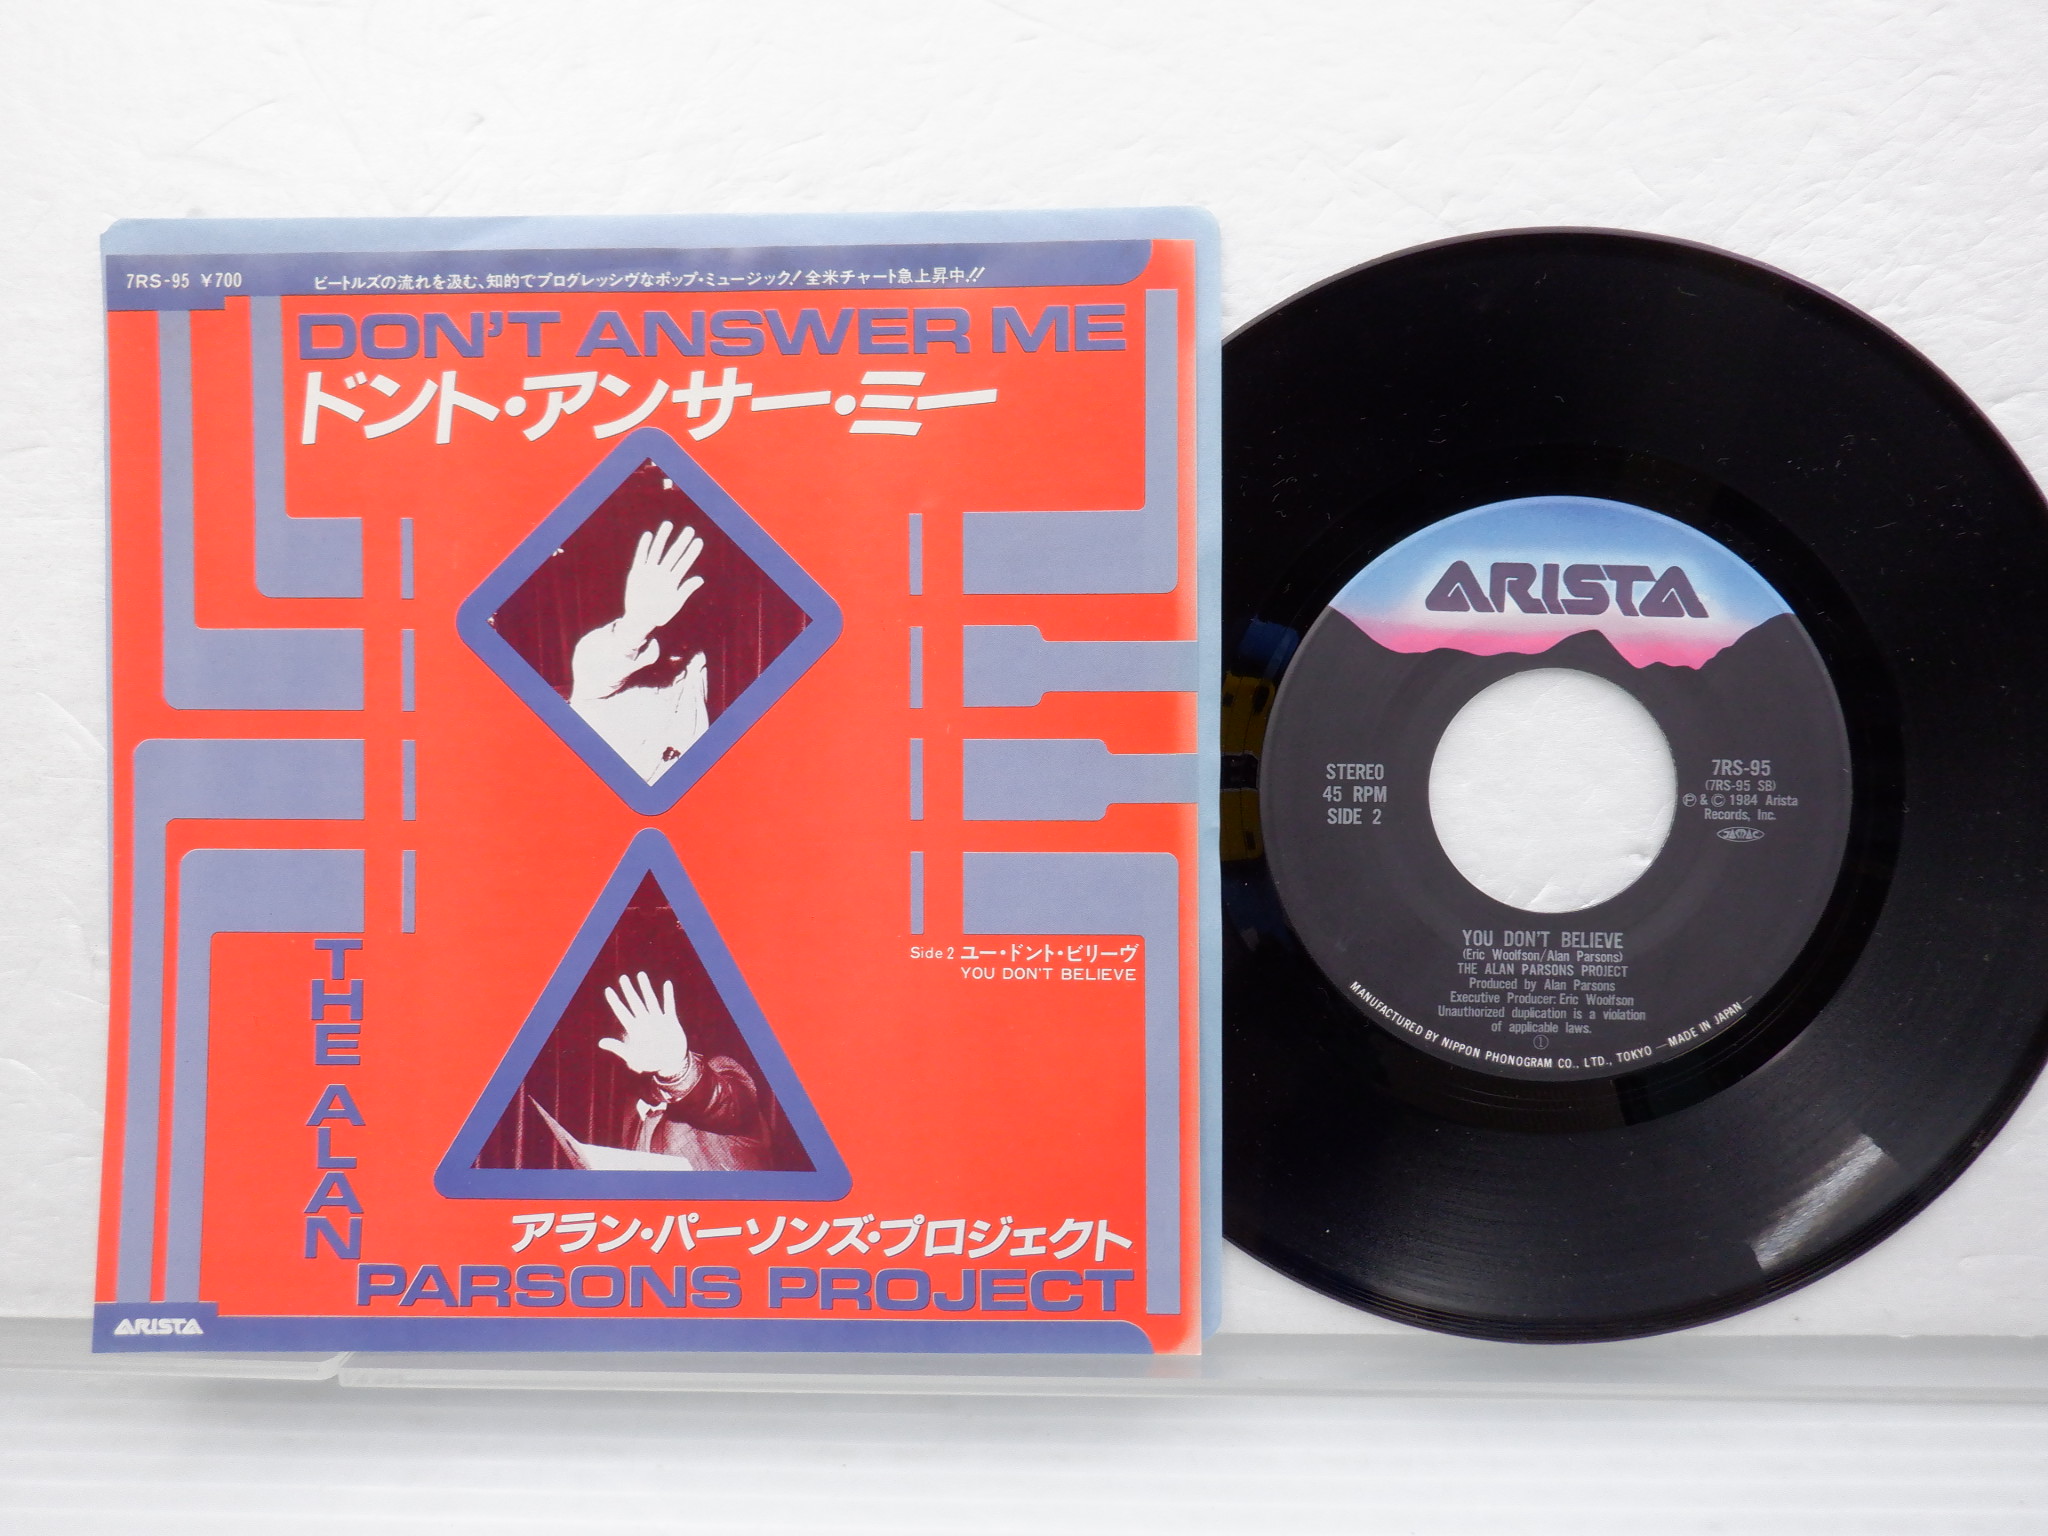 7RS-95 ¥700
ビートルズの流れを汲む、知的でプログレッシヴなポップ・ミュージック! 全米チャート急上昇中!!
DON'T ANSWER ME
ドント・アンサー・ミー
Side 2 ユー・ドント・ビリーヴ
YOU DON'T BELIEVE
THE ALAN
アラン・パーソンズ・プロジェクト
PARSONS PROJECT
ARISTA
ARISTA
STEREO
45 RPM
SIDE 2
7RS-95
(7RS-95 SB)
Ⓟ & © 1984 Arista
Records, Inc.
JASRAC
YOU DON'T BELIEVE
(Eric Woolfson/Alan Parsons)
THE ALAN PARSONS PROJECT
Produced by Alan Parsons
Executive Producer: Eric Woolfson
Unauthorized duplication is a violation
of applicable laws.
①
MANUFACTURED BY NIPPON PHONOGRAM CO., LTD., TOKYO —MADE IN JAPAN—